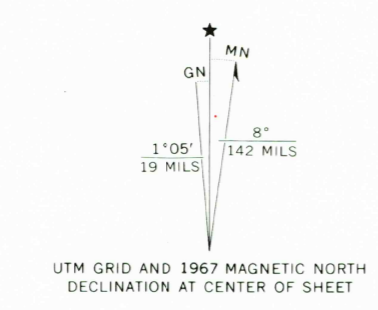 MN
GN
8°
1°05'
142 MILS
19 MILS
UTM GRID AND 1967 MAGNETIC NORTH
DECLINATION AT CENTER OF SHEET